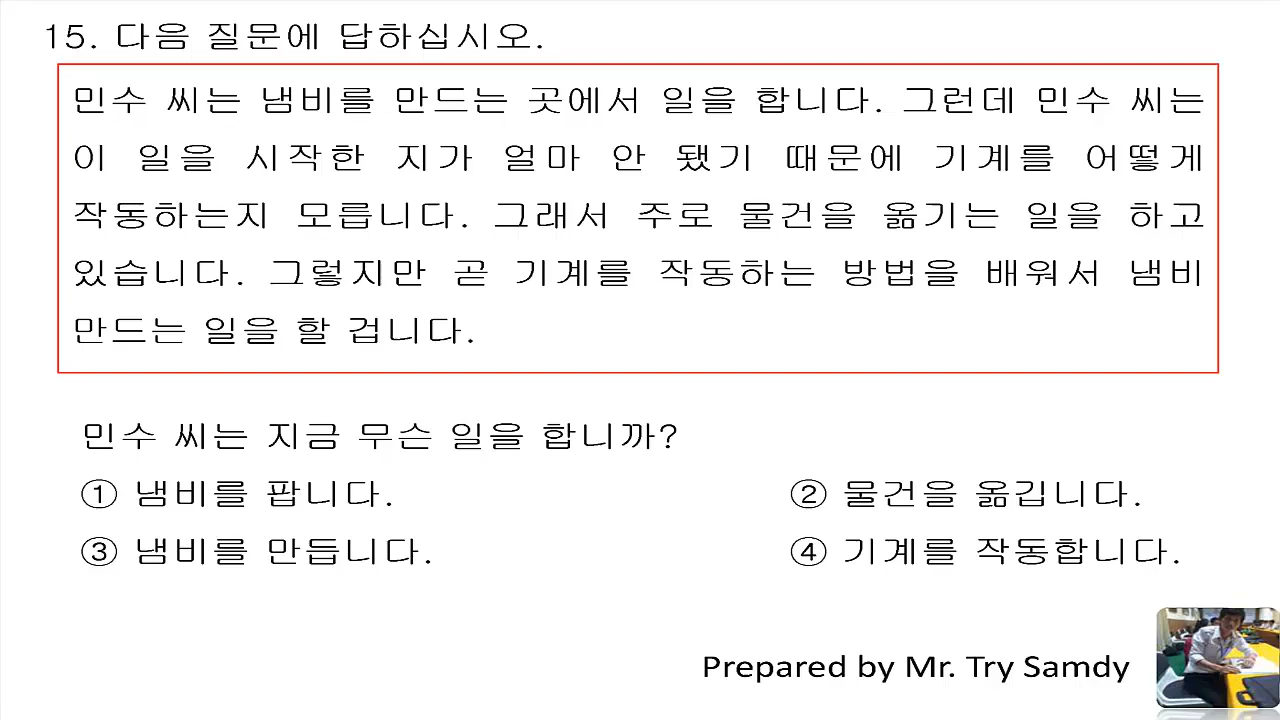 15. 다음 질문에 답하십시오.
민수 씨는 냄비를 만드는 곳에서 일을 합니다. 그런데 민수 씨는
이 일을 시작한 지가 얼마 안 됐기 때문에 기계를 어떻게
작동하는지 모릅니다. 그래서 주로 물건을 옮기는 일을 하고
있습니다. 그렇지만 곧 기계를 작동하는 방법을 배워서 냄비
만드는 일을 할 겁니다.
민수 씨는 지금 무슨 일을 합니까?
① 냄비를 팝니다. ② 물건을 옮깁니다.
③ 냄비를 만듭니다. ④ 기계를 작동합니다.
Prepared by Mr. Try Samdy